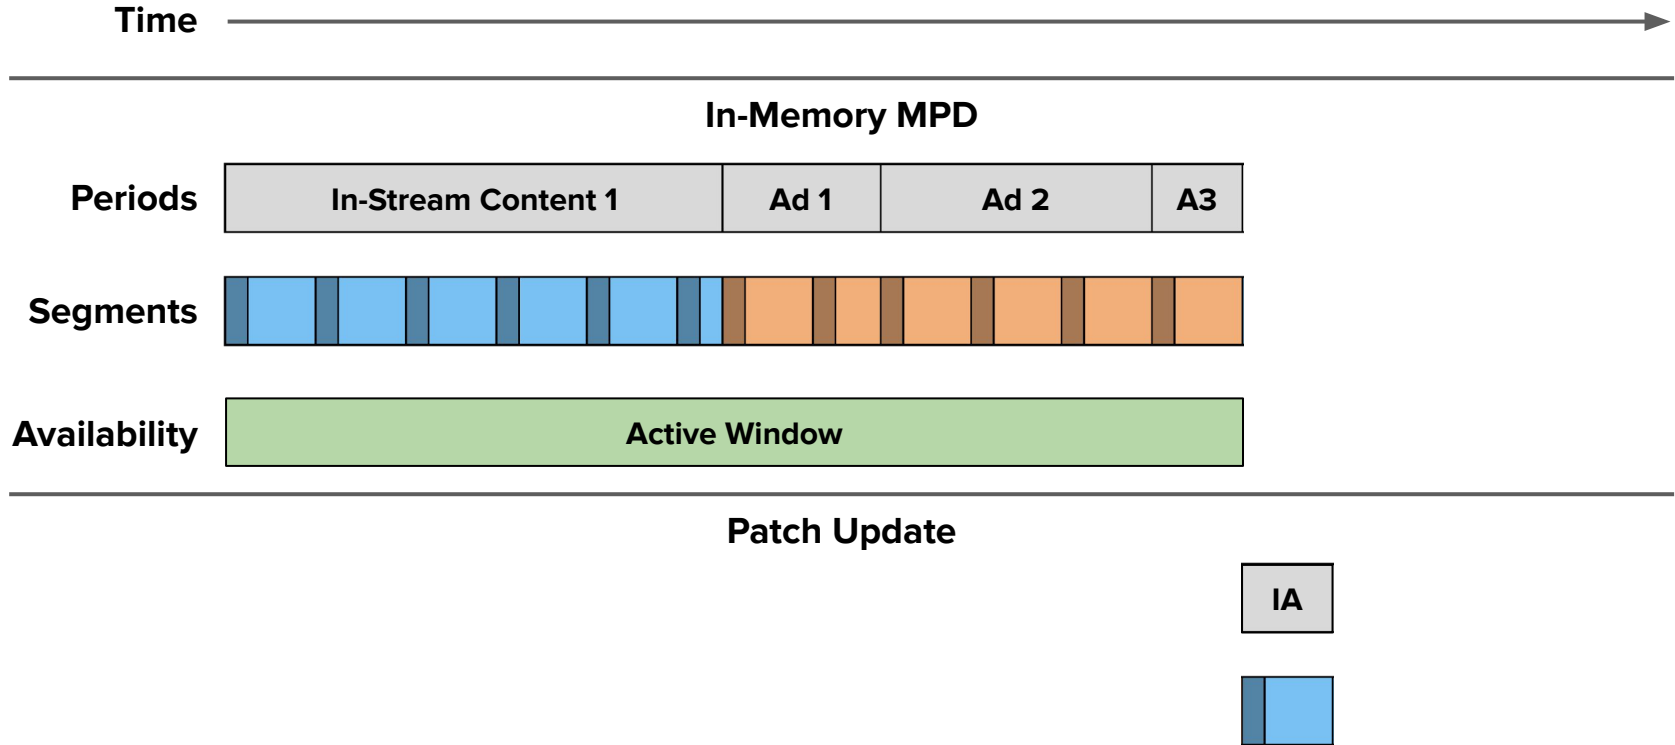 Time
In-Memory MPD
Periods
In-Stream Content 1
Ad 1
Ad 2
A3
Segments
Availability
Active Window
Patch Update
IA